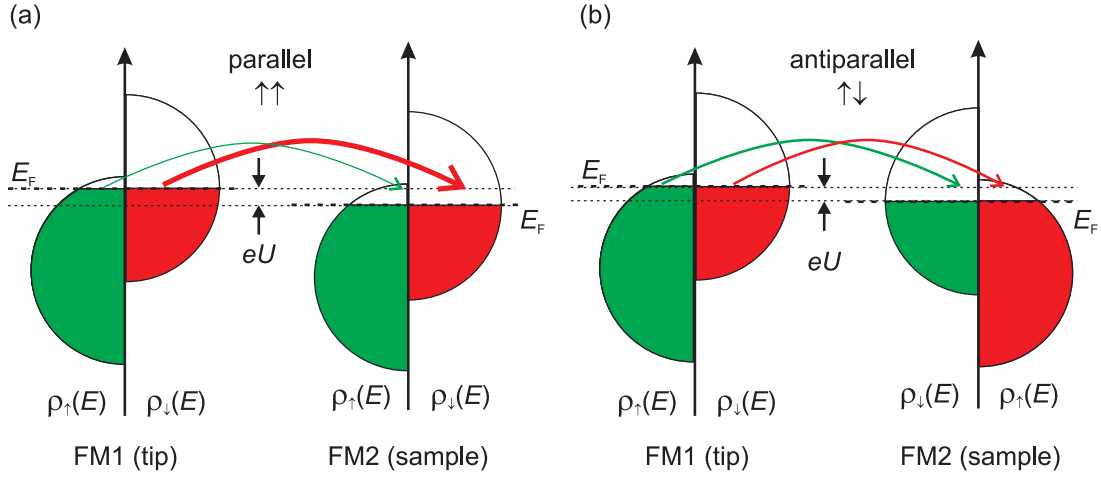 (a)
parallel
↑↑
E_F
E_F
eU
ρ↑(E) ρ↓(E)
ρ↑(E) ρ↓(E)
FM1 (tip)
FM2 (sample)
(b)
antiparallel
↑↓
E_F
E_F
eU
ρ↑(E) ρ↓(E)
ρ↓(E) ρ↑(E)
FM1 (tip)
FM2 (sample)